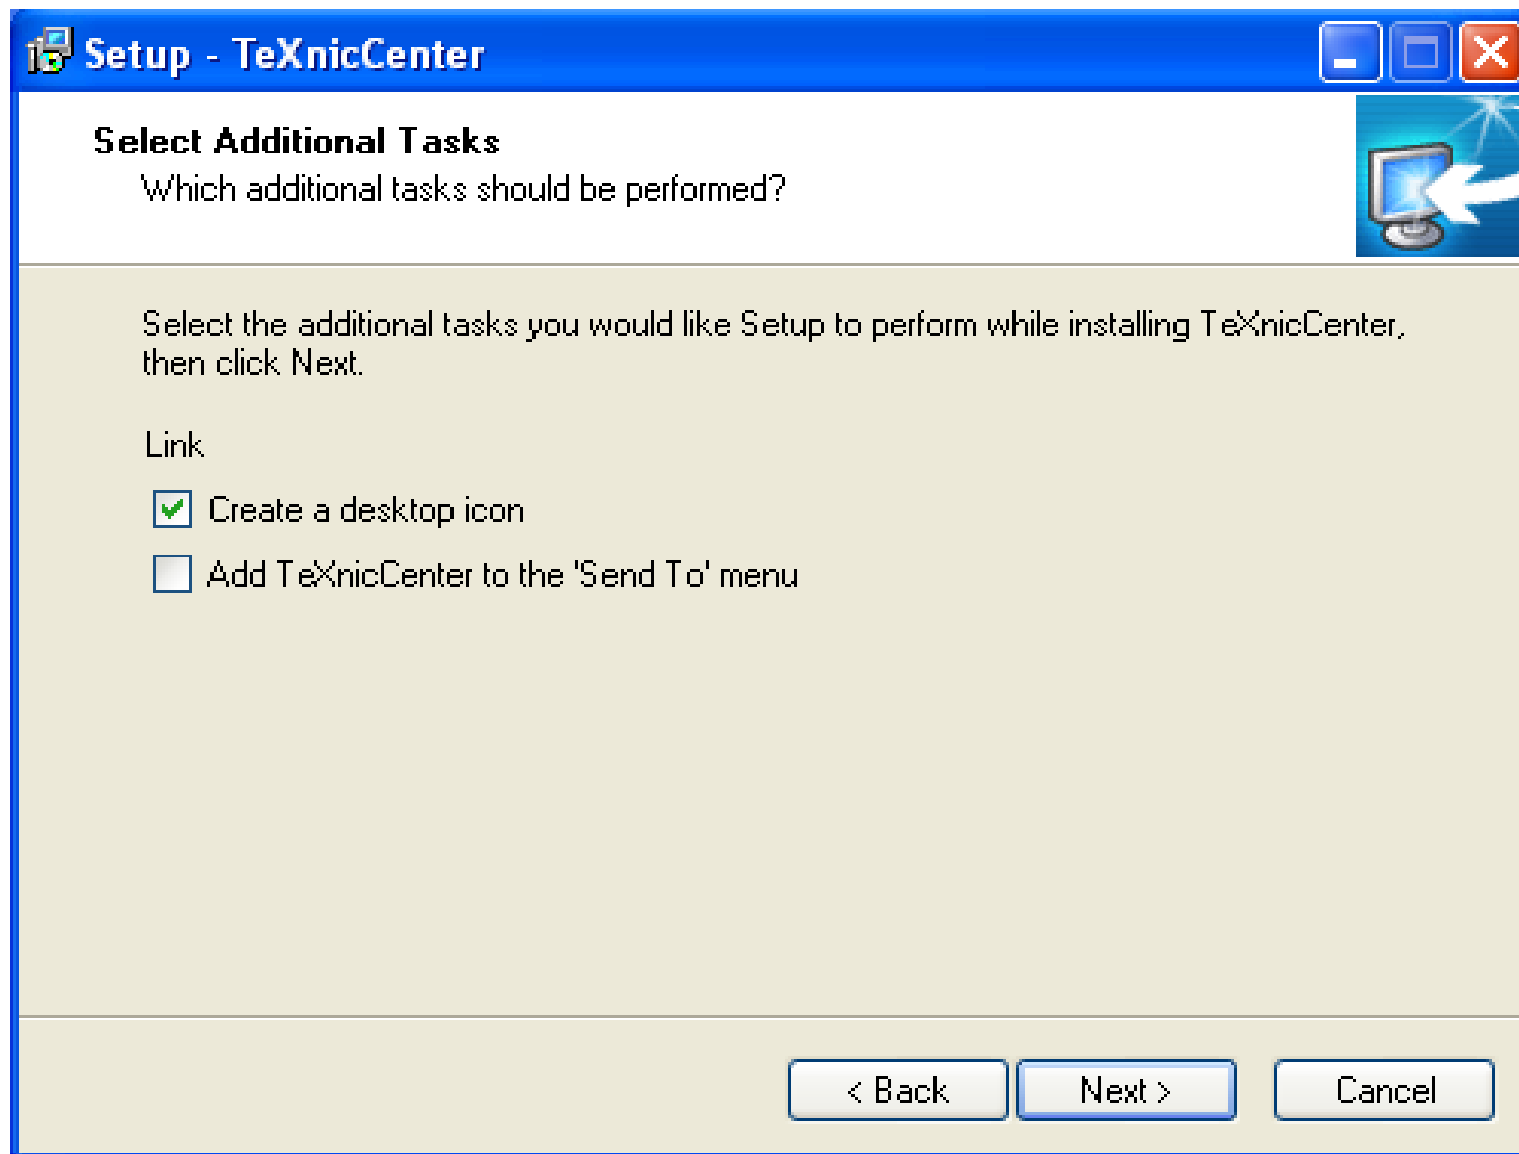 Setup - TeXnicCenter
Select Additional Tasks
Which additional tasks should be performed?
Select the additional tasks you would like Setup to perform while installing TeXnicCenter,
then click Next.
Link
Create a desktop icon
Add TeXnicCenter to the 'Send To' menu
< Back
Next >
Cancel